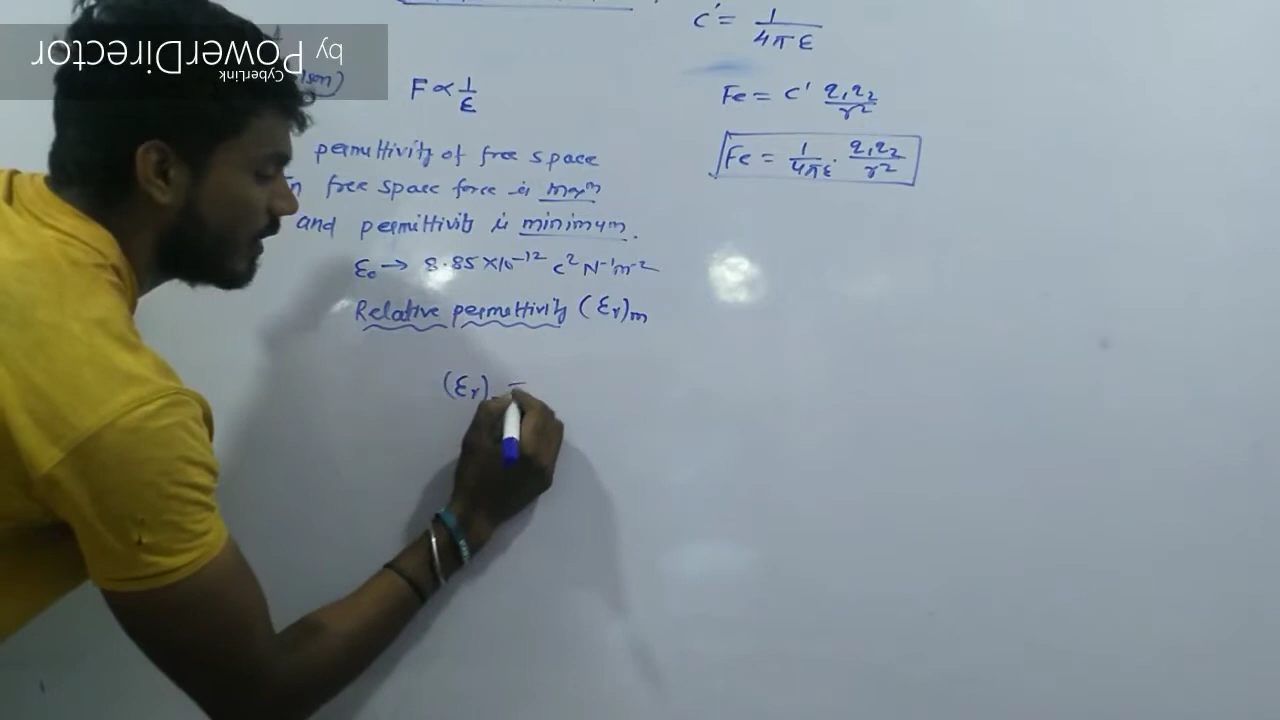 by PowerDirector
CyberLink
F ∝ 1/ε
permittivity of free space
In free space force is maxᵐ
and permittivity is minimum.
ε₀ → 8.85 × 10⁻¹² C² N⁻¹ m⁻²
Relative permittivity (εᵣ)m
(εᵣ) =
C' = 1/4πε
Fe = C' q₁q₂/r²
Fe = 1/4πε · q₁q₂/r²